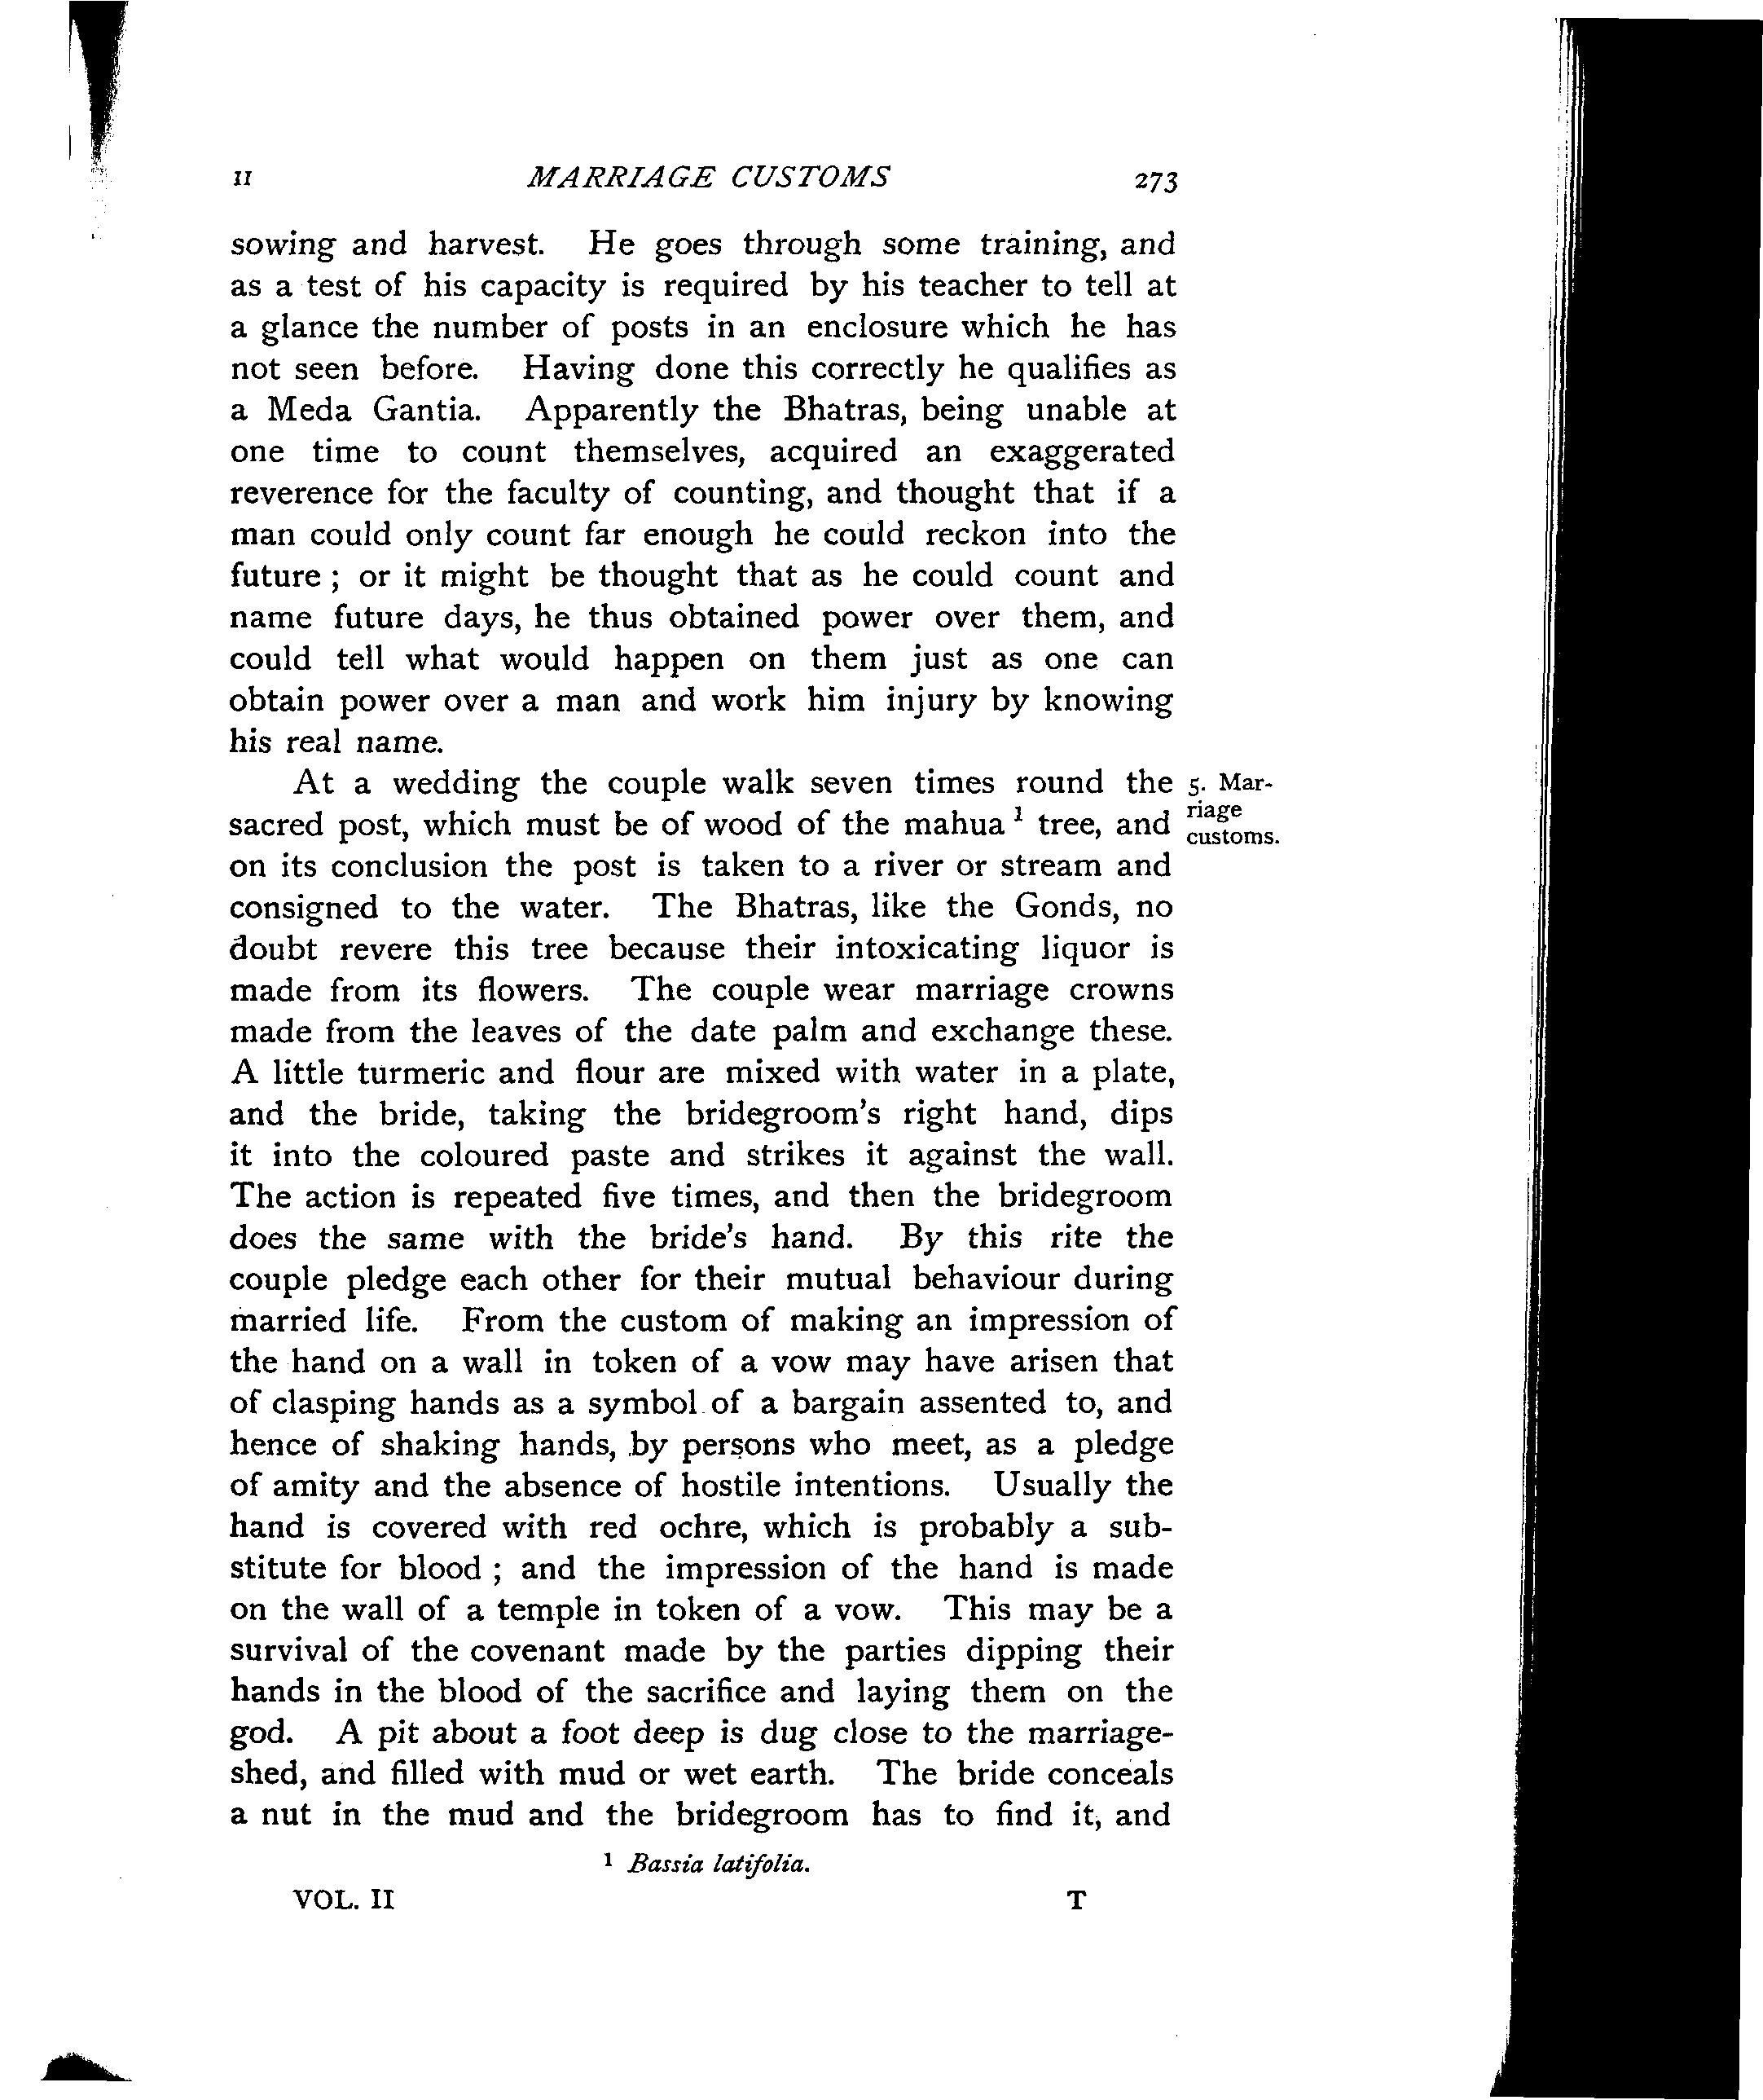 II MARRIAGE CUSTOMS 273
sowing and harvest. He goes through some training, and
as a test of his capacity is required by his teacher to tell at
a glance the number of posts in an enclosure which he has
not seen before. Having done this correctly he qualifies as
a Meda Gantia. Apparently the Bhatras, being unable at
one time to count themselves, acquired an exaggerated
reverence for the faculty of counting, and thought that if a
man could only count far enough he could reckon into the
future ; or it might be thought that as he could count and
name future days, he thus obtained power over them, and
could tell what would happen on them just as one can
obtain power over a man and work him injury by knowing
his real name.
At a wedding the couple walk seven times round the
sacred post, which must be of wood of the mahua ¹ tree, and
on its conclusion the post is taken to a river or stream and
consigned to the water. The Bhatras, like the Gonds, no
doubt revere this tree because their intoxicating liquor is
made from its flowers. The couple wear marriage crowns
made from the leaves of the date palm and exchange these.
A little turmeric and flour are mixed with water in a plate,
and the bride, taking the bridegroom's right hand, dips
it into the coloured paste and strikes it against the wall.
The action is repeated five times, and then the bridegroom
does the same with the bride's hand. By this rite the
couple pledge each other for their mutual behaviour during
married life. From the custom of making an impression of
the hand on a wall in token of a vow may have arisen that
of clasping hands as a symbol of a bargain assented to, and
hence of shaking hands, by persons who meet, as a pledge
of amity and the absence of hostile intentions. Usually the
hand is covered with red ochre, which is probably a sub-
stitute for blood ; and the impression of the hand is made
on the wall of a temple in token of a vow. This may be a
survival of the covenant made by the parties dipping their
hands in the blood of the sacrifice and laying them on the
god. A pit about a foot deep is dug close to the marriage-
shed, and filled with mud or wet earth. The bride conceals
a nut in the mud and the bridegroom has to find it, and
5. Mar-
riage
customs.
¹ Bassia latifolia.
VOL. II T